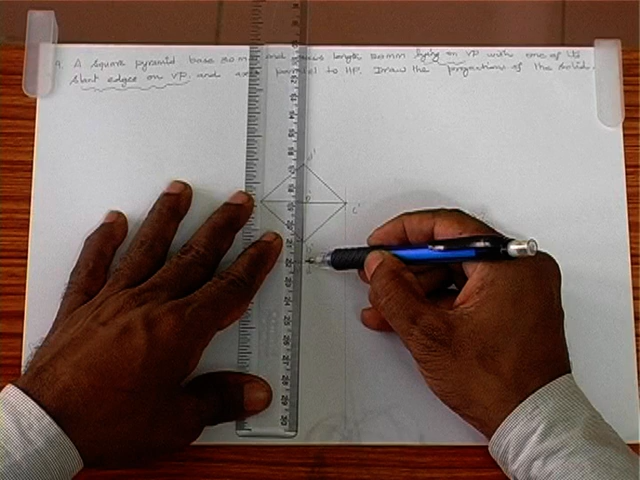 A Square pyramid base 30mm and axis length 50mm lying on VP with one of its
slant edges on VP. and axis parallel to HP. Draw the projections of the solid.
c'